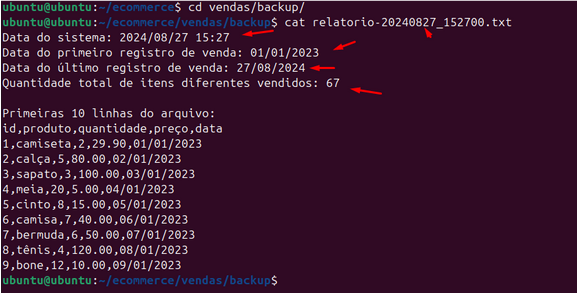 ubuntu@ubuntu:~/ecommerce$ cd vendas/backup/
ubuntu@ubuntu:~/ecommerce/vendas/backup$ cat relatorio-20240827_152700.txt
Data do sistema: 2024/08/27 15:27
Data do primeiro registro de venda: 01/01/2023
Data do último registro de venda: 27/08/2024
Quantidade total de itens diferentes vendidos: 67
Primeiras 10 linhas do arquivo:
id,produto,quantidade,preço,data
1,camiseta,2,29.90,01/01/2023
2,calça,5,80.00,02/01/2023
3,sapato,3,100.00,03/01/2023
4,meia,20,5.00,04/01/2023
5,cinto,8,15.00,05/01/2023
6,camisa,7,40.00,06/01/2023
7,bermuda,6,50.00,07/01/2023
8,tênis,4,120.00,08/01/2023
9,bone,12,10.00,09/01/2023
ubuntu@ubuntu:~/ecommerce/vendas/backup$